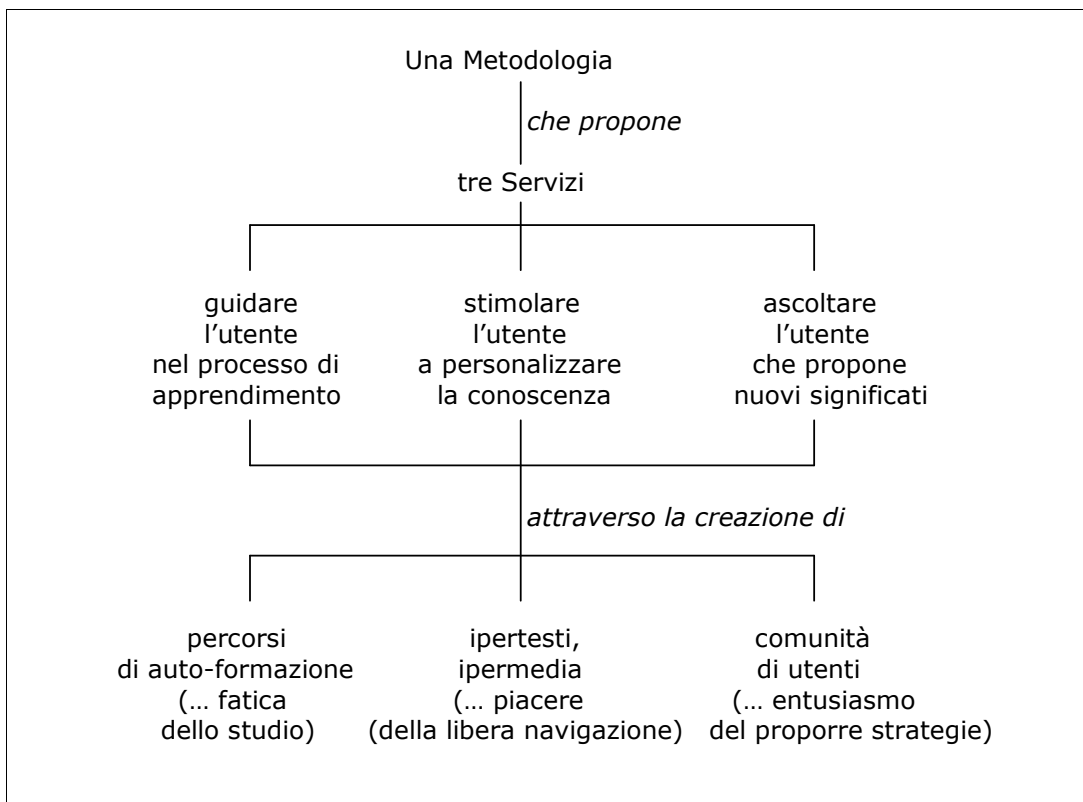 Una Metodologia
che propone
tre Servizi
guidare
l'utente
nel processo di
apprendimento
stimolare
l'utente
a personalizzare
la conoscenza
ascoltare
l'utente
che propone
nuovi significati
attraverso la creazione di
percorsi
di auto-formazione
(... fatica
dello studio)
ipertesti,
ipermedia
(... piacere
(della libera navigazione)
comunità
di utenti
(... entusiasmo
del proporre strategie)